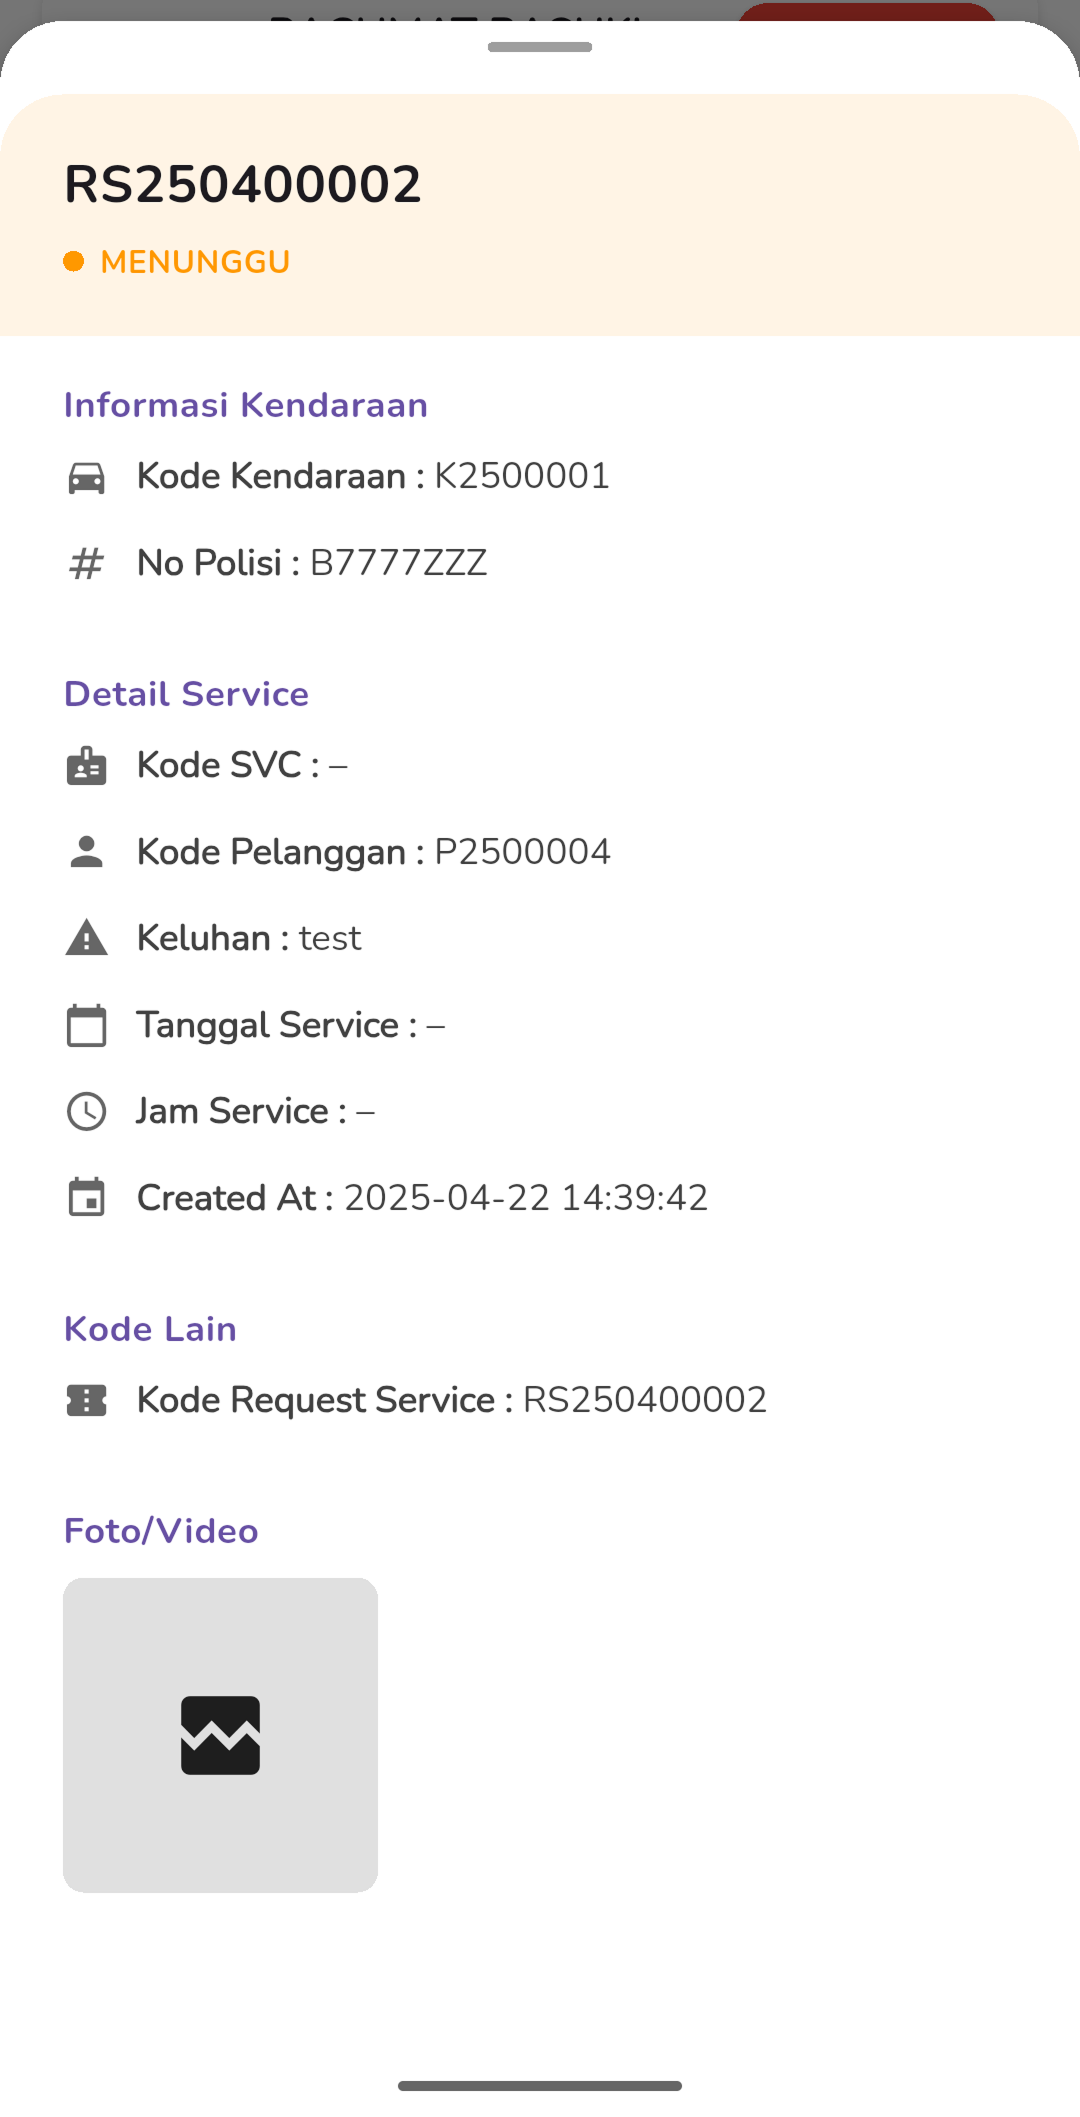 RS250400002
MENUNGGU
Informasi Kendaraan
Kode Kendaraan : K2500001
No Polisi : B7777ZZZ
Detail Service
Kode SVC : –
Kode Pelanggan : P2500004
Keluhan : test
Tanggal Service : –
Jam Service : –
Created At : 2025-04-22 14:39:42
Kode Lain
Kode Request Service : RS250400002
Foto/Video